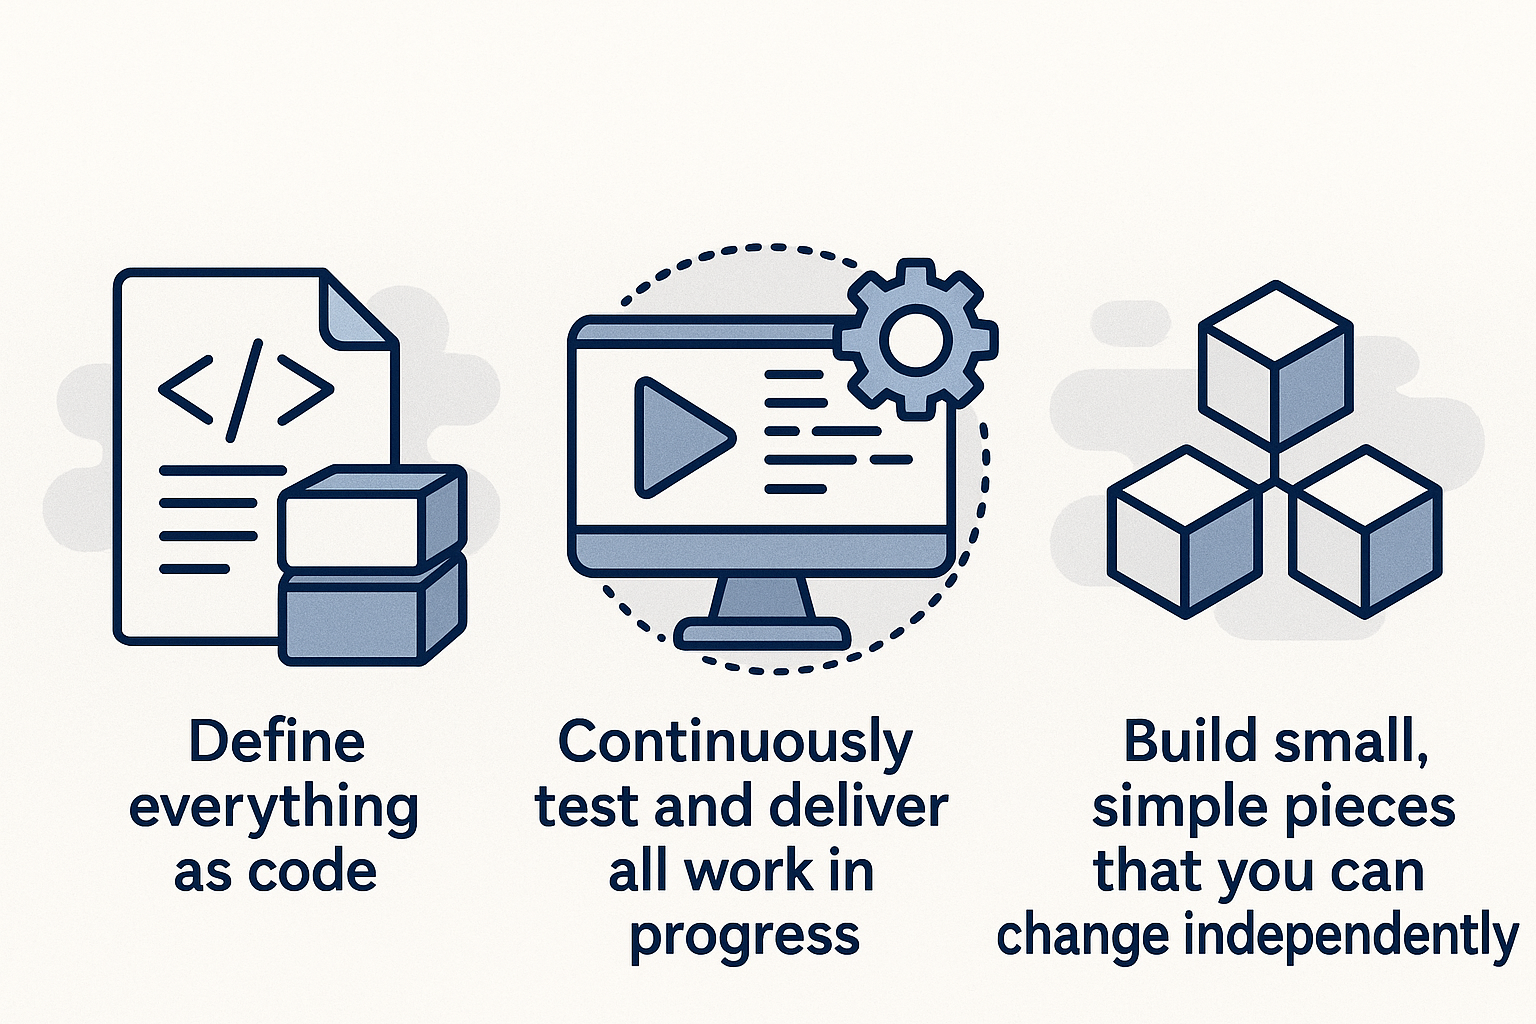 Define
everything
as code
Continuously
test and deliver
all work in
progress
Build small,
simple pieces
that you can
change independently